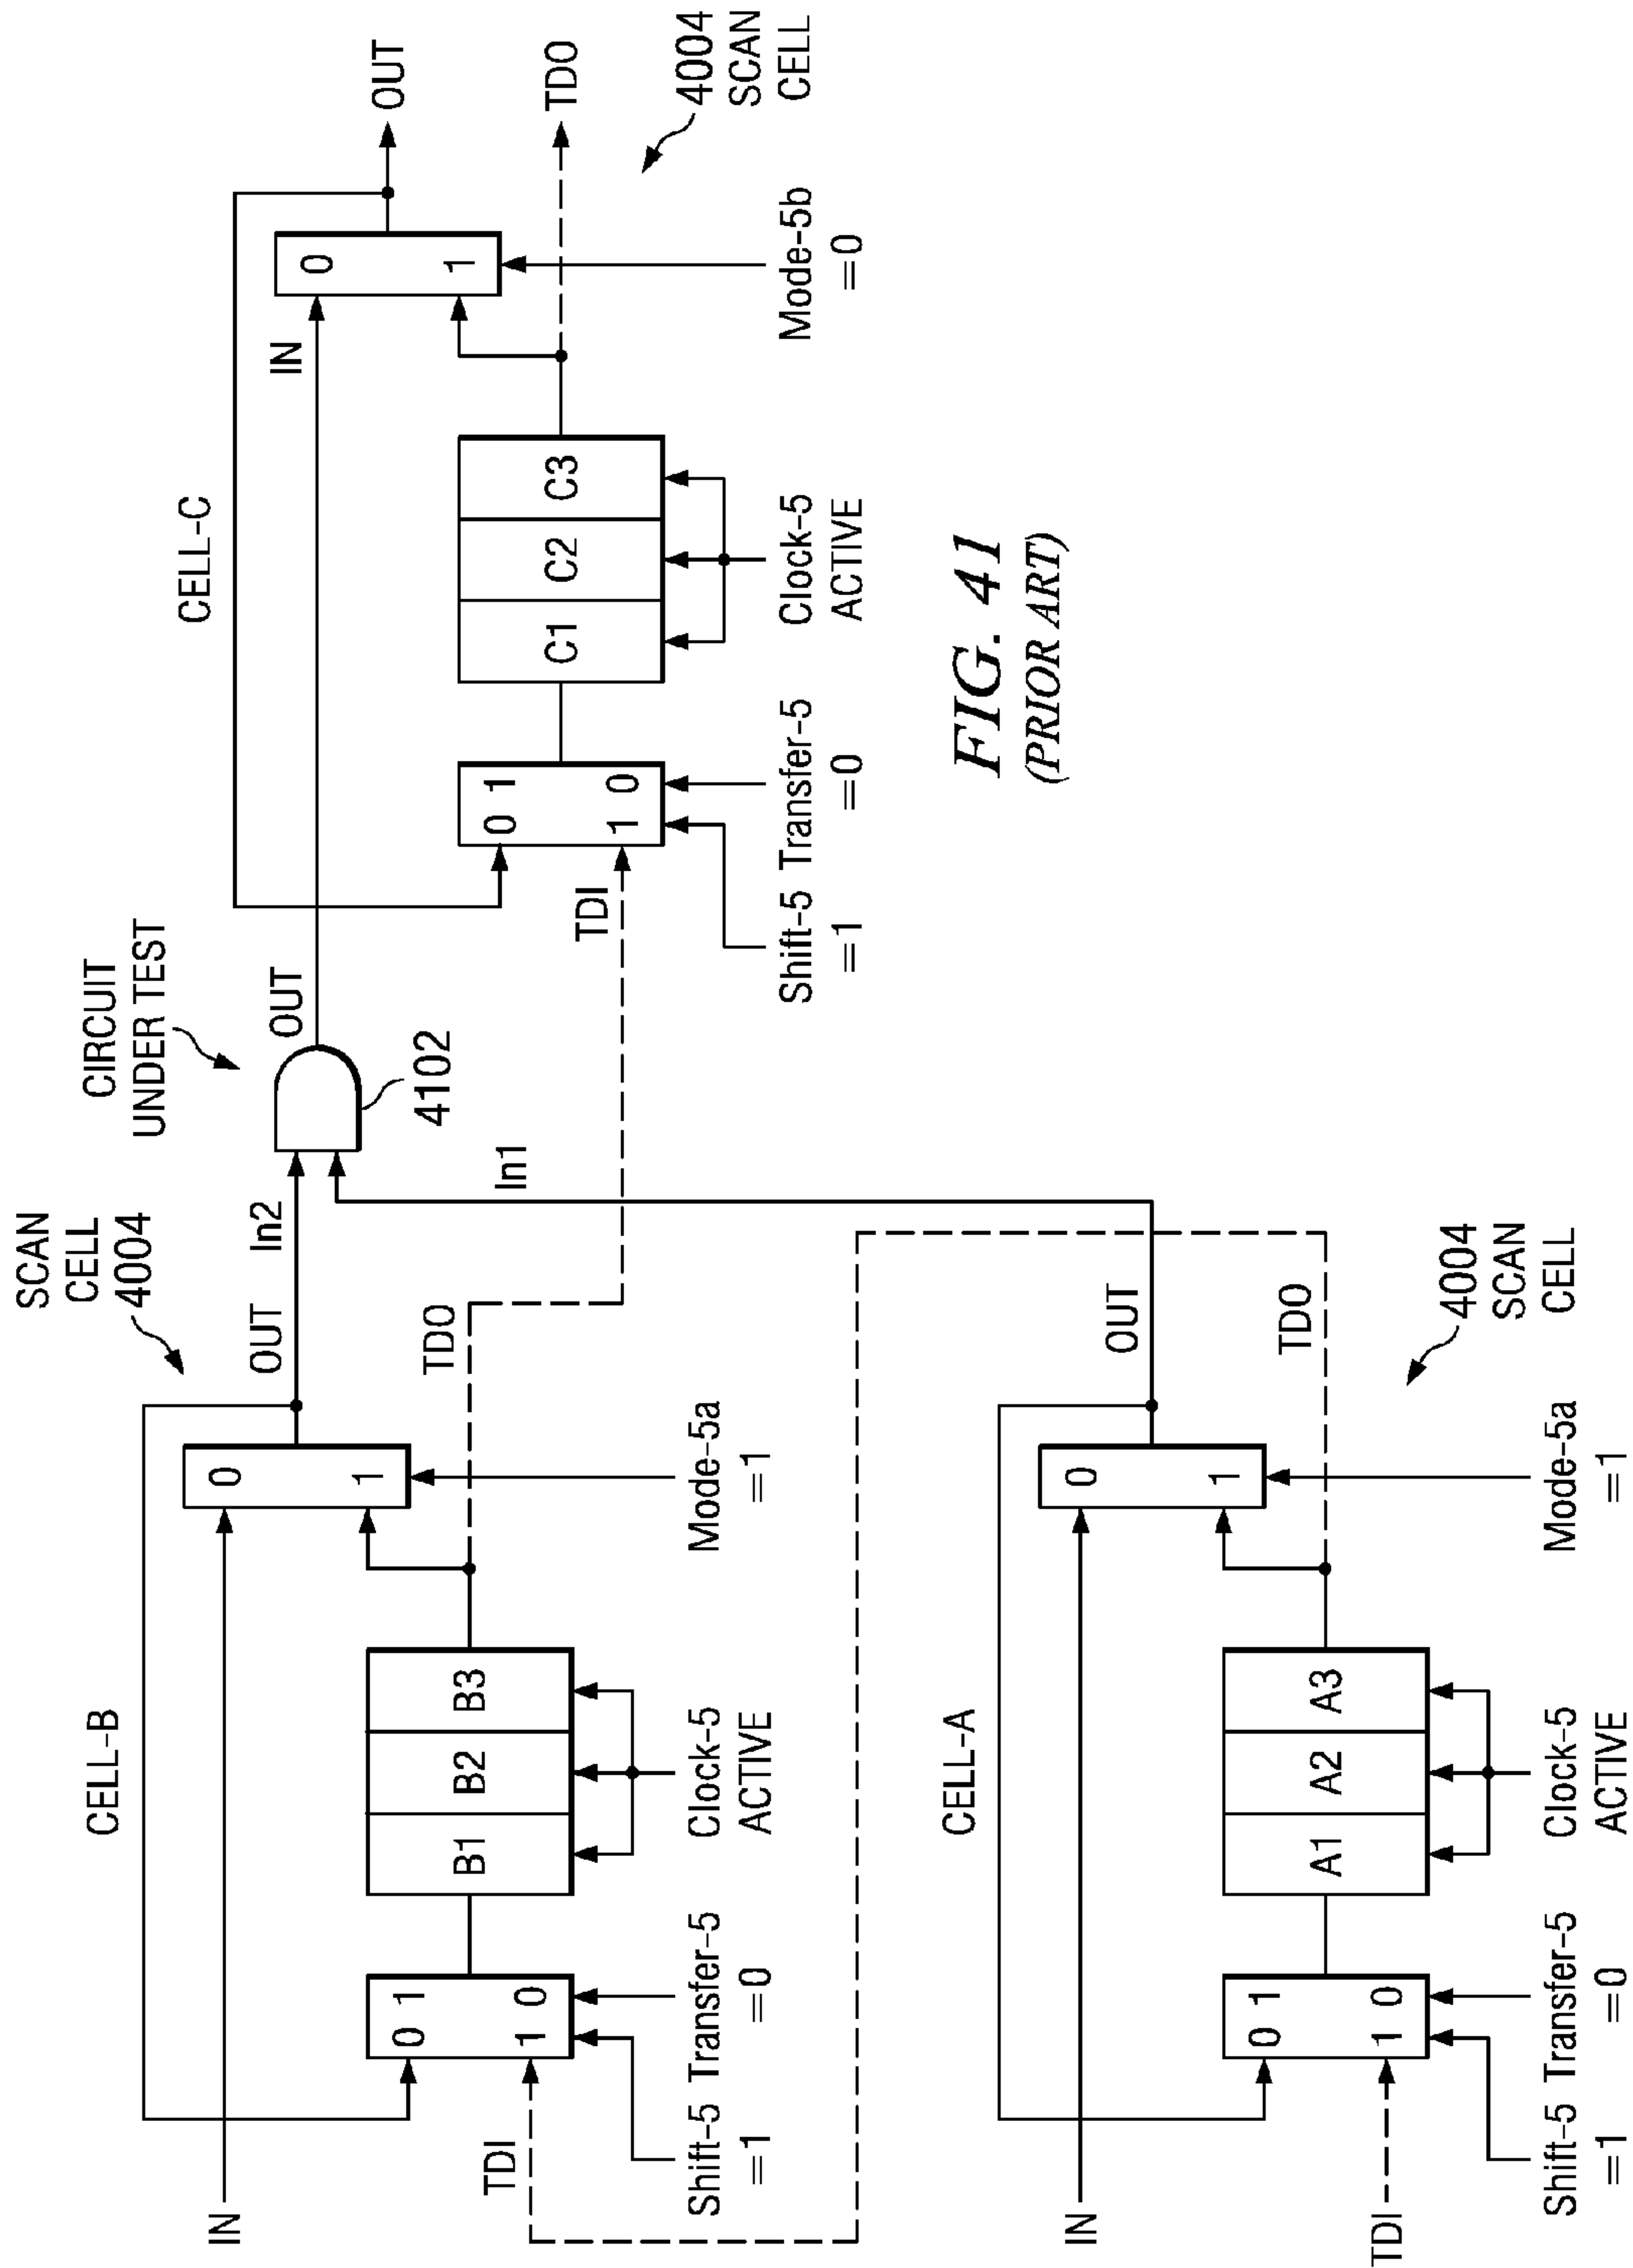 SCAN
CELL
4004
CIRCUIT
UNDER TEST
CELL-B
IN
0
1
OUT
In2
4102
OUT
TDI
0 1
1 0
B1
B2
B3
TDO
Shift-5
=1
Transfer-5
=0
Clock-5
ACTIVE
Mode-5a
=1
In1
CELL-C
IN
0
1
OUT
TDI
0 1
1 0
C1
C2
C3
TDO
Shift-5
=1
Transfer-5
=0
Clock-5
ACTIVE
Mode-5b
=0
4004
SCAN
CELL
CELL-A
IN
0
1
OUT
TDI
0 1
1 0
A1
A2
A3
TDO
Shift-5
=1
Transfer-5
=0
Clock-5
ACTIVE
Mode-5a
=1
4004
SCAN
CELL
FIG. 41
(PRIOR ART)